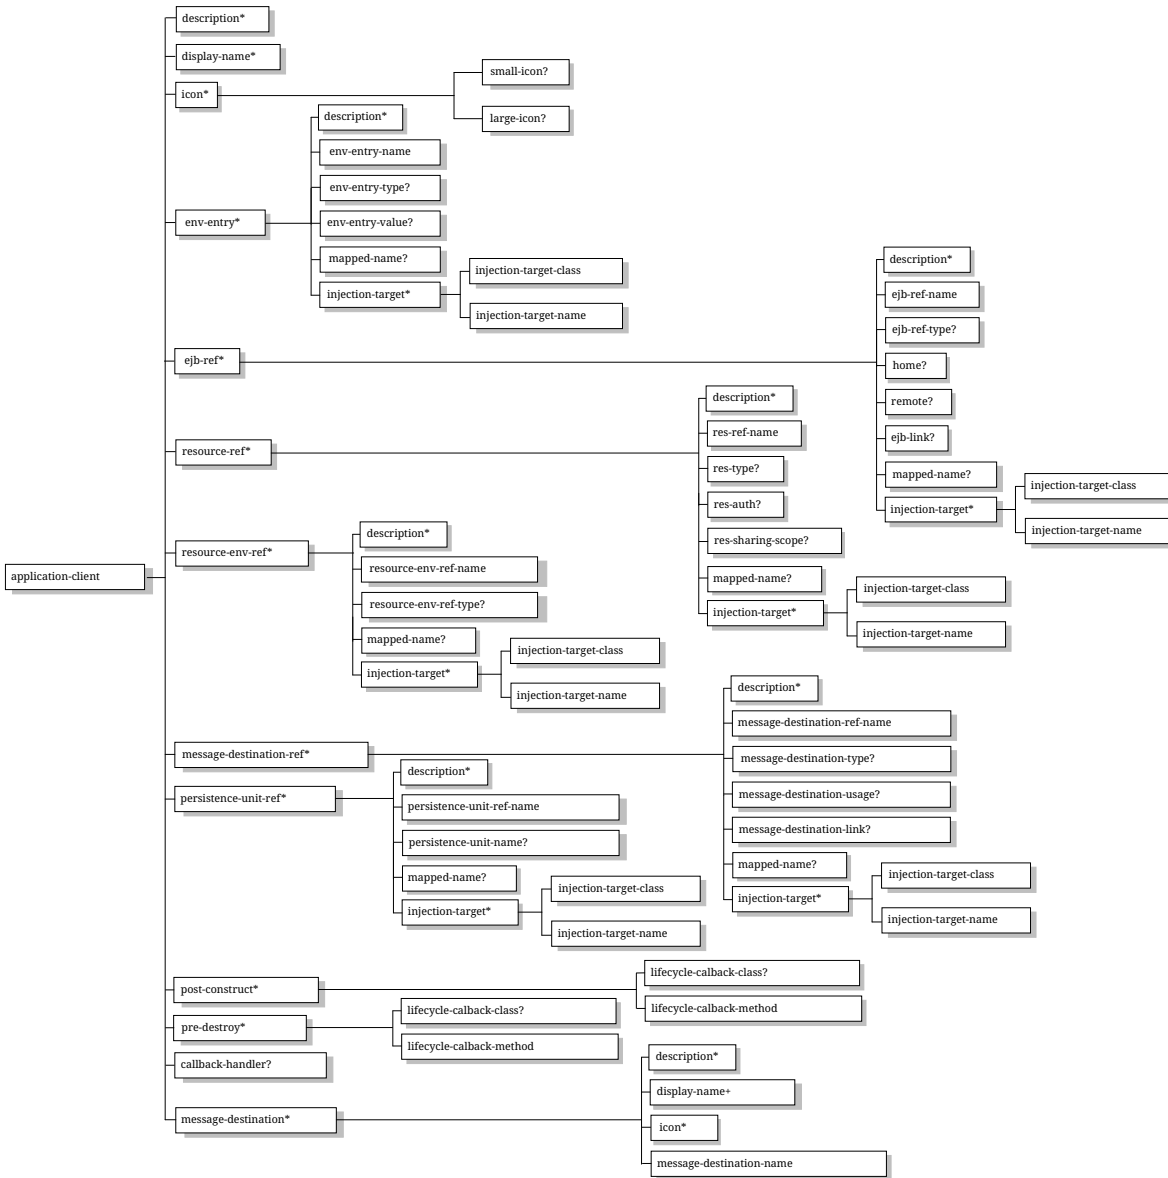 application-client
description*
display-name*
icon*
small-icon?
large-icon?
env-entry*
description*
env-entry-name
env-entry-type?
env-entry-value?
mapped-name?
injection-target*
injection-target-class
injection-target-name
ejb-ref*
description*
ejb-ref-name
ejb-ref-type?
home?
remote?
ejb-link?
mapped-name?
injection-target*
injection-target-class
injection-target-name
resource-ref*
description*
res-ref-name
res-type?
res-auth?
res-sharing-scope?
mapped-name?
injection-target*
injection-target-class
injection-target-name
resource-env-ref*
description*
resource-env-ref-name
resource-env-ref-type?
mapped-name?
injection-target*
injection-target-class
injection-target-name
message-destination-ref*
description*
message-destination-ref-name
message-destination-type?
message-destination-usage?
message-destination-link?
mapped-name?
injection-target*
injection-target-class
injection-target-name
persistence-unit-ref*
description*
persistence-unit-ref-name
persistence-unit-name?
mapped-name?
injection-target*
injection-target-class
injection-target-name
post-construct*
lifecycle-calback-class?
lifecycle-calback-method
pre-destroy*
lifecycle-calback-class?
lifecycle-calback-method
callback-handler?
message-destination*
description*
display-name+
icon*
message-destination-name